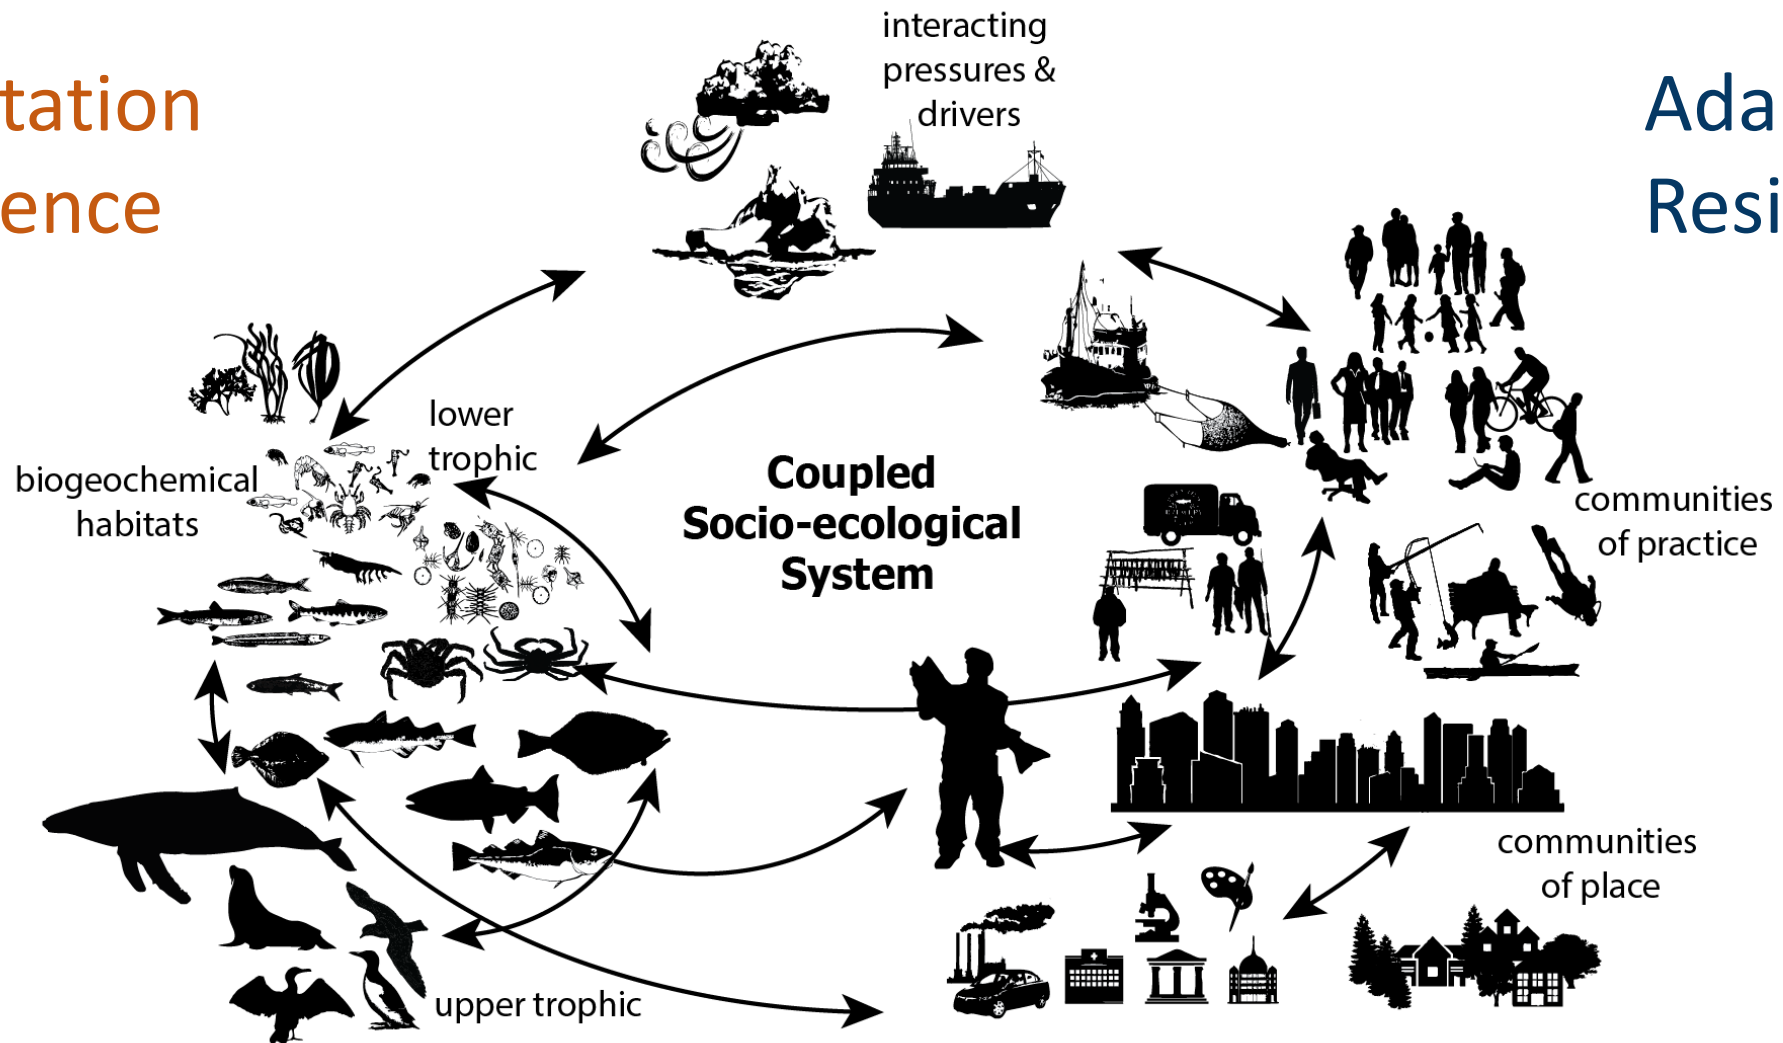 interacting
pressures &
drivers
tation
ence
Ada
Resi
lower
trophic
biogeochemical
habitats
Coupled
Socio-ecological
System
communities
of practice
communities
of place
upper trophic